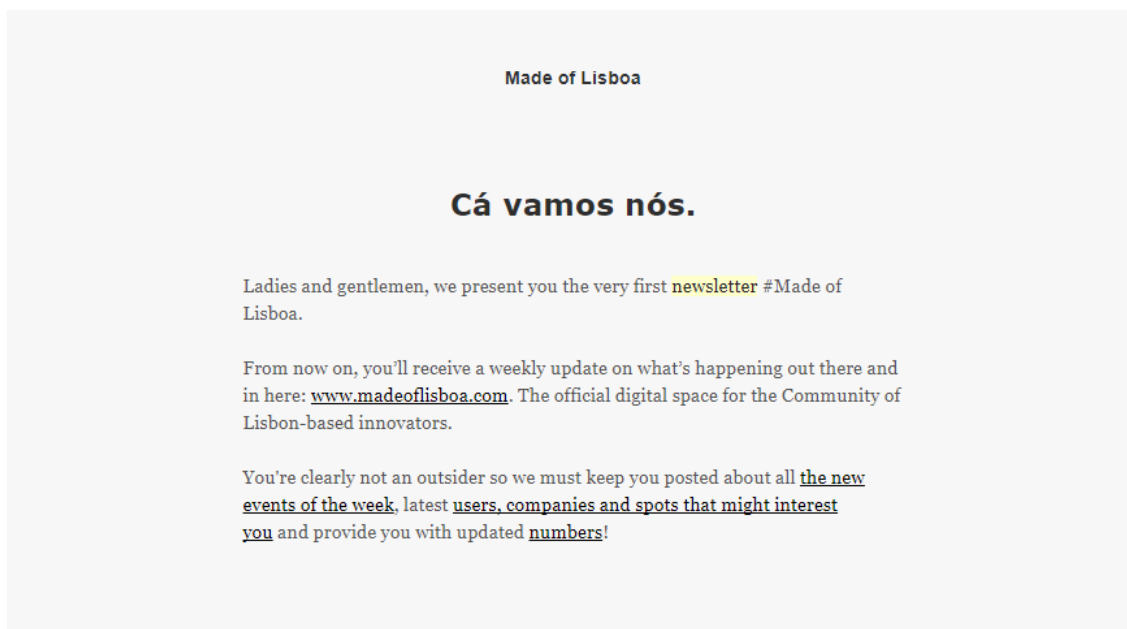 Made of Lisboa
Cá vamos nós.
Ladies and gentlemen, we present you the very first newsletter #Made of
Lisboa.
From now on, you’ll receive a weekly update on what’s happening out there and
in here: www.madeoflisboa.com. The official digital space for the Community of
Lisbon-based innovators.
You're clearly not an outsider so we must keep you posted about all the new
events of the week, latest users, companies and spots that might interest
you and provide you with updated numbers!